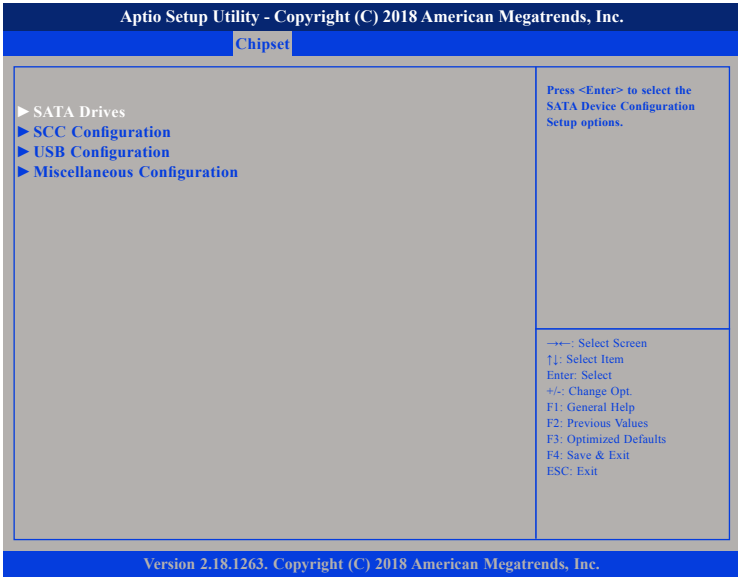 Aptio Setup Utility - Copyright (C) 2018 American Megatrends, Inc.
Chipset
►SATA Drives
►SCC Configuration
►USB Configuration
►Miscellaneous Configuration
Press <Enter> to select the
SATA Device Configuration
Setup options.
→←: Select Screen
↑↓: Select Item
Enter: Select
+/-: Change Opt.
F1: General Help
F2: Previous Values
F3: Optimized Defaults
F4: Save & Exit
ESC: Exit
Version 2.18.1263. Copyright (C) 2018 American Megatrends, Inc.